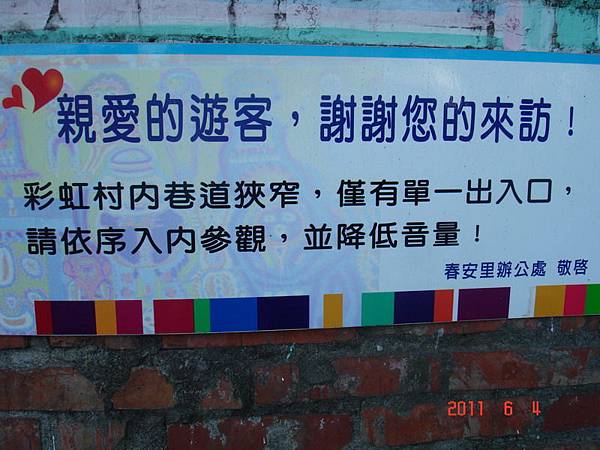 親愛的遊客，謝謝您的來訪！
彩虹村內巷道狹窄，僅有單一出入口，
請依序入內參觀，並降低音量！
春安里辦公處 敬啓
2011 6 4